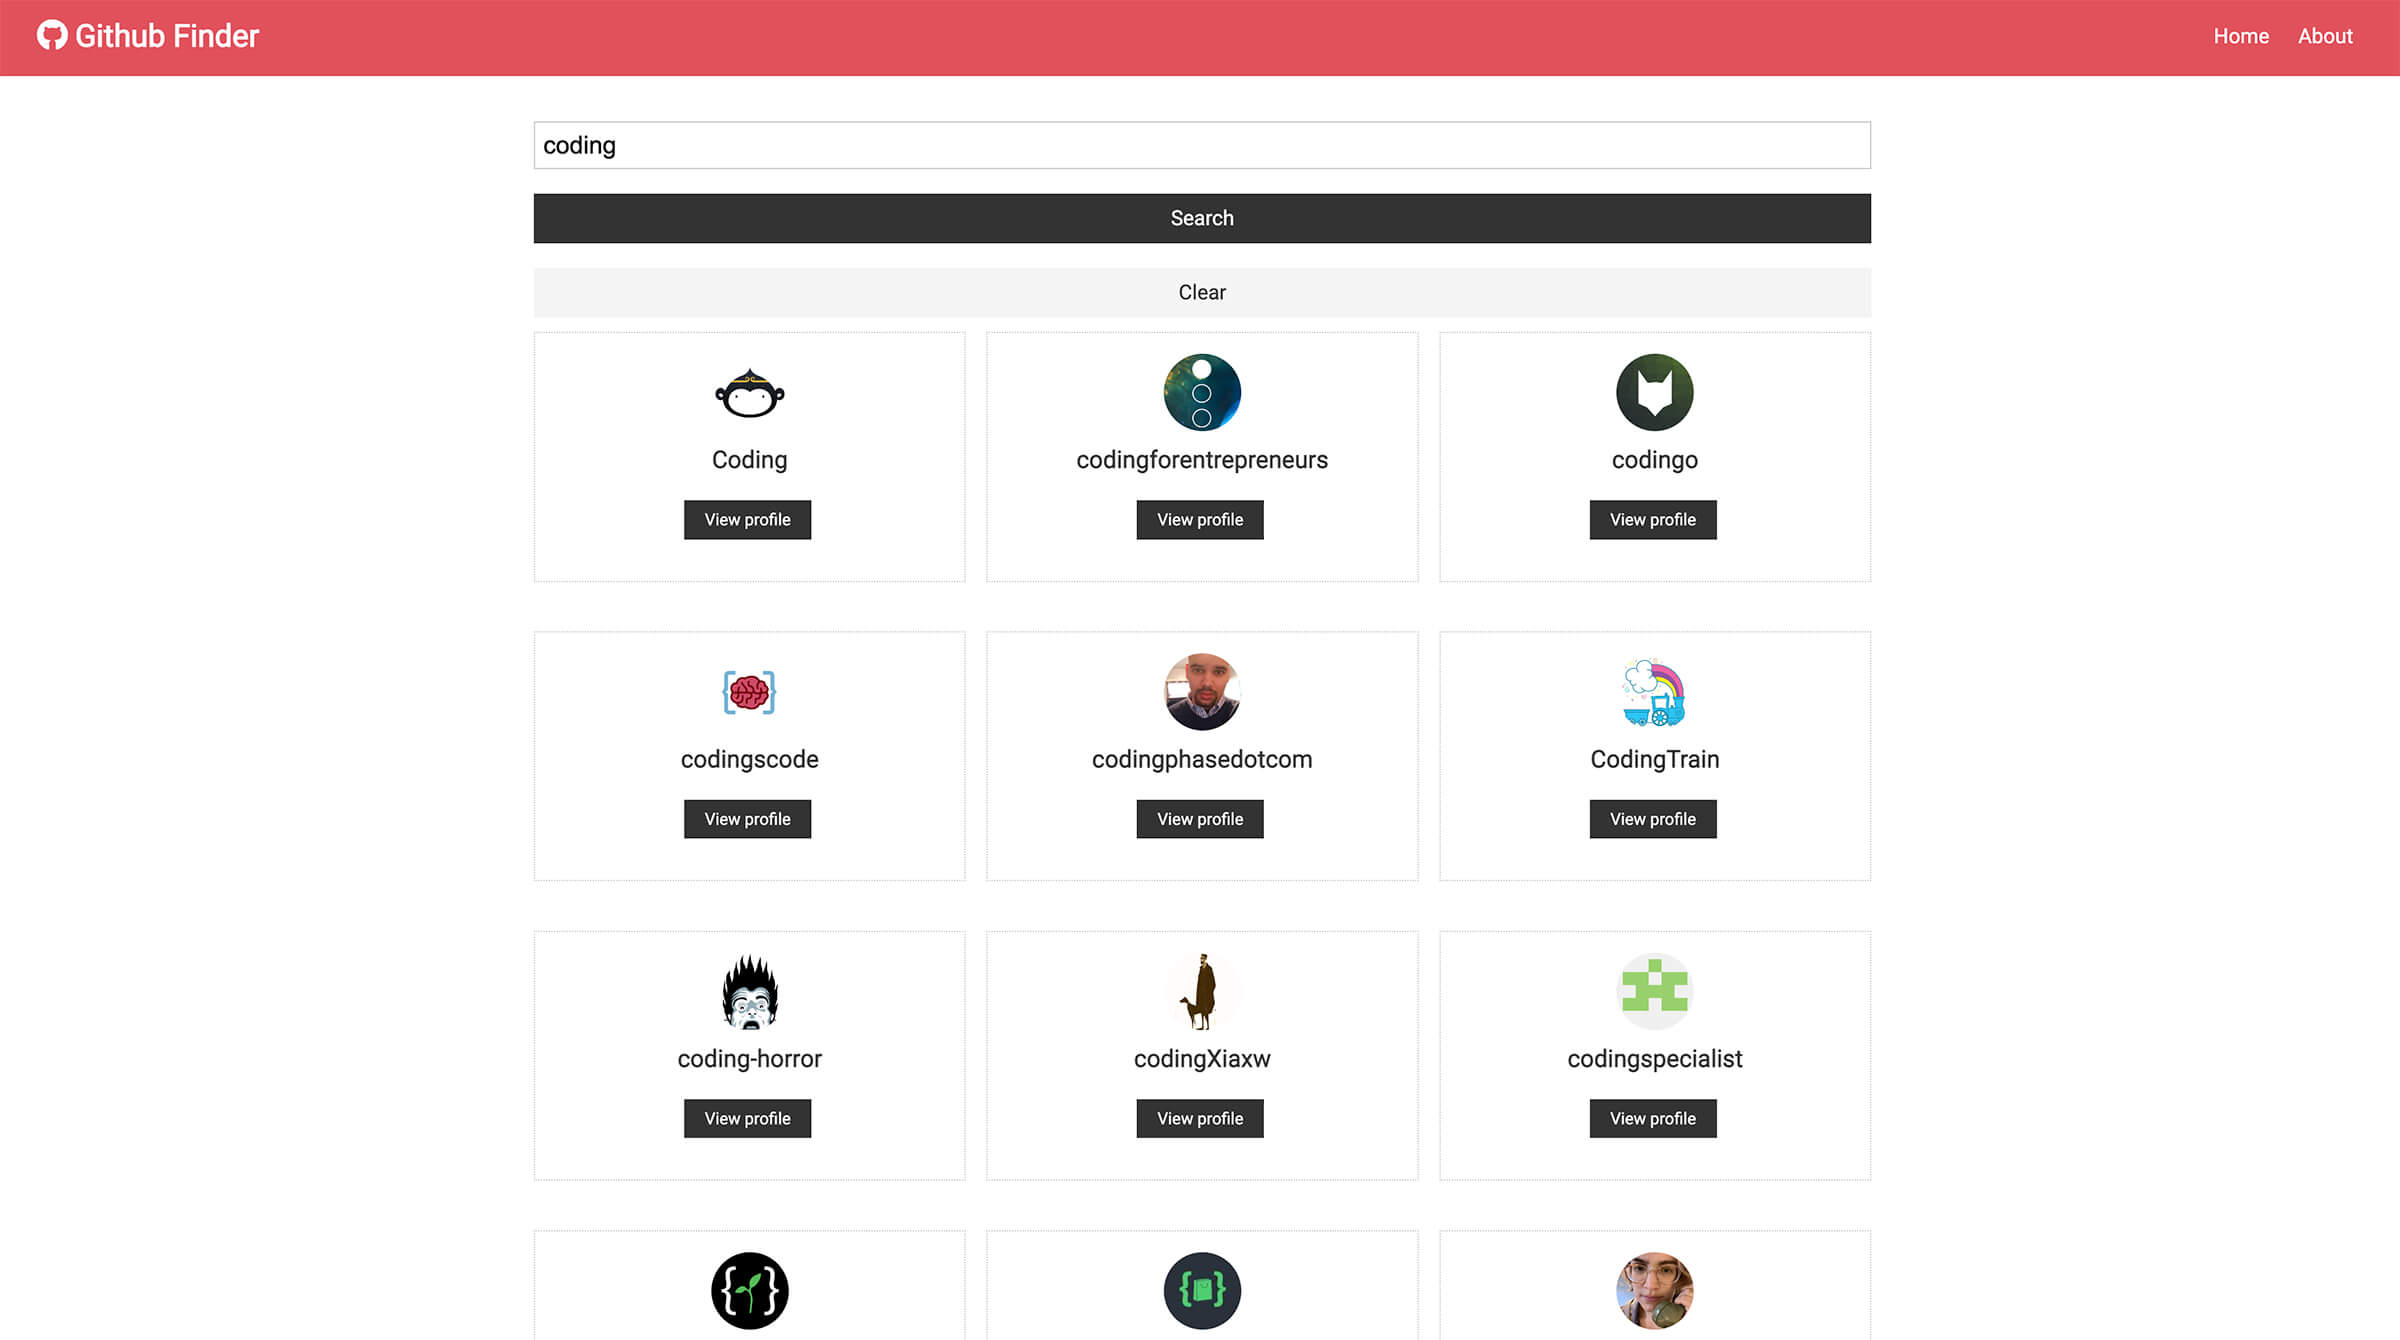 Github Finder Home About
coding
Search
Clear
Coding codingforentrepreneurs codingo
View profile View profile View profile
codingscode codingphasedotcom CodingTrain
View profile View profile View profile
coding-horror codingXiaxw codingspecialist
View profile View profile View profile